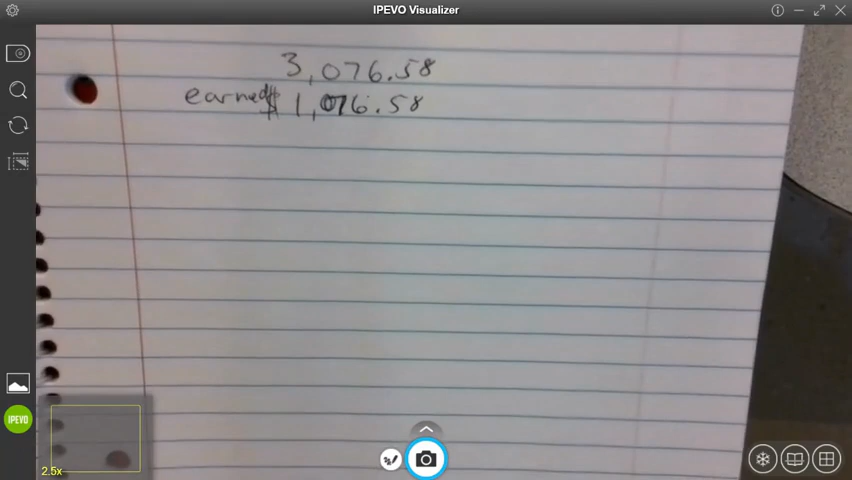 IPEVO Visualizer
3,076.58
earned $1,076.58
IPEVO
2.5x